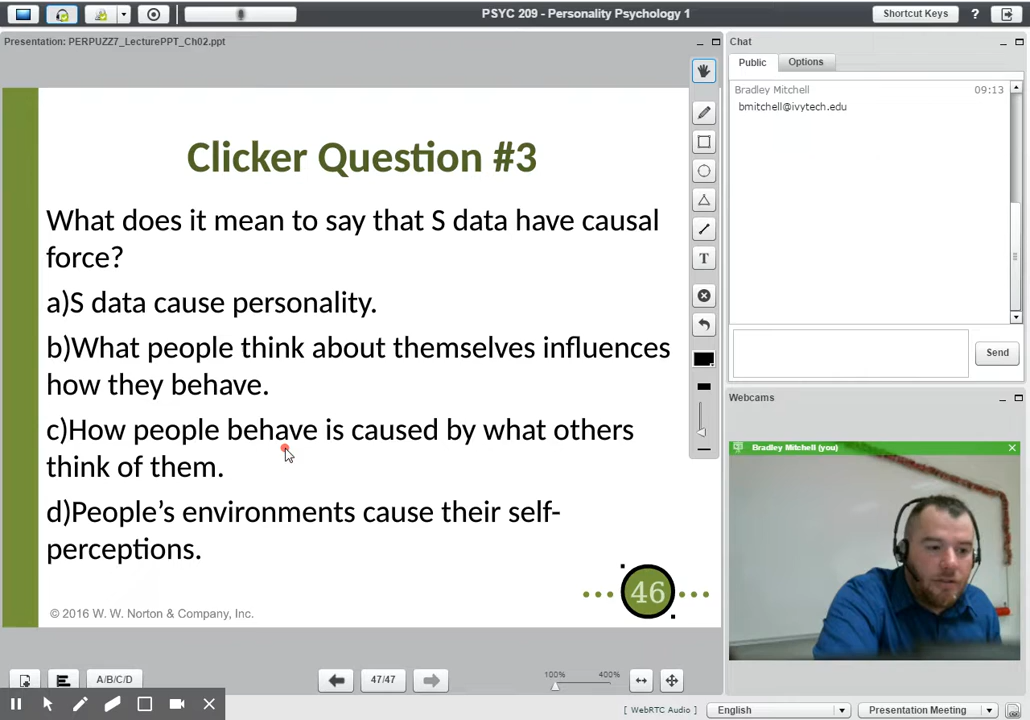 PSYC 209 - Personality Psychology 1
Shortcut Keys
?
Presentation: PERPUZZ7_LecturePPT_Ch02.ppt
Clicker Question #3
What does it mean to say that S data have causal
force?
a)S data cause personality.
b)What people think about themselves influences
how they behave.
c)How people behave is caused by what others
think of them.
d)People’s environments cause their self-
perceptions.
46
© 2016 W. W. Norton & Company, Inc.
T
A/B/C/D
47/47
100%
400%
Chat
Public
Options
Bradley Mitchell
09:13
bmitchell@ivytech.edu
Send
Webcams
Bradley Mitchell (you)
[ WebRTC Audio ]
English
Presentation Meeting